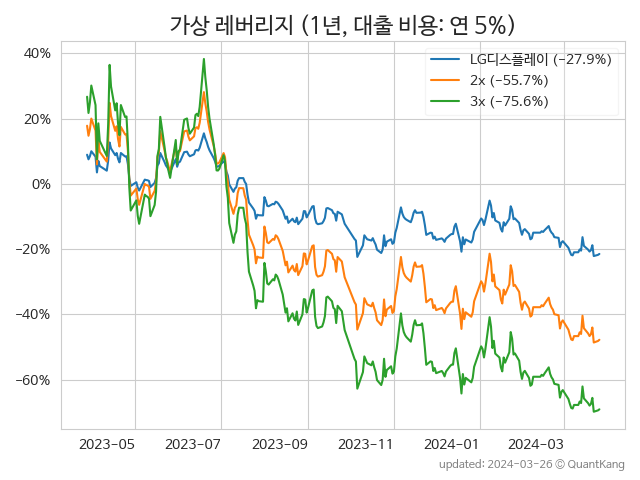 가상 레버리지 (1년, 대출 비용: 연 5%)
40%
20%
0%
−20%
−40%
−60%
LG디스플레이 (−27.9%)
2x (−55.7%)
3x (−75.6%)
2023-05 2023-07 2023-09 2023-11 2024-01 2024-03
updated: 2024-03-26 © QuantKang